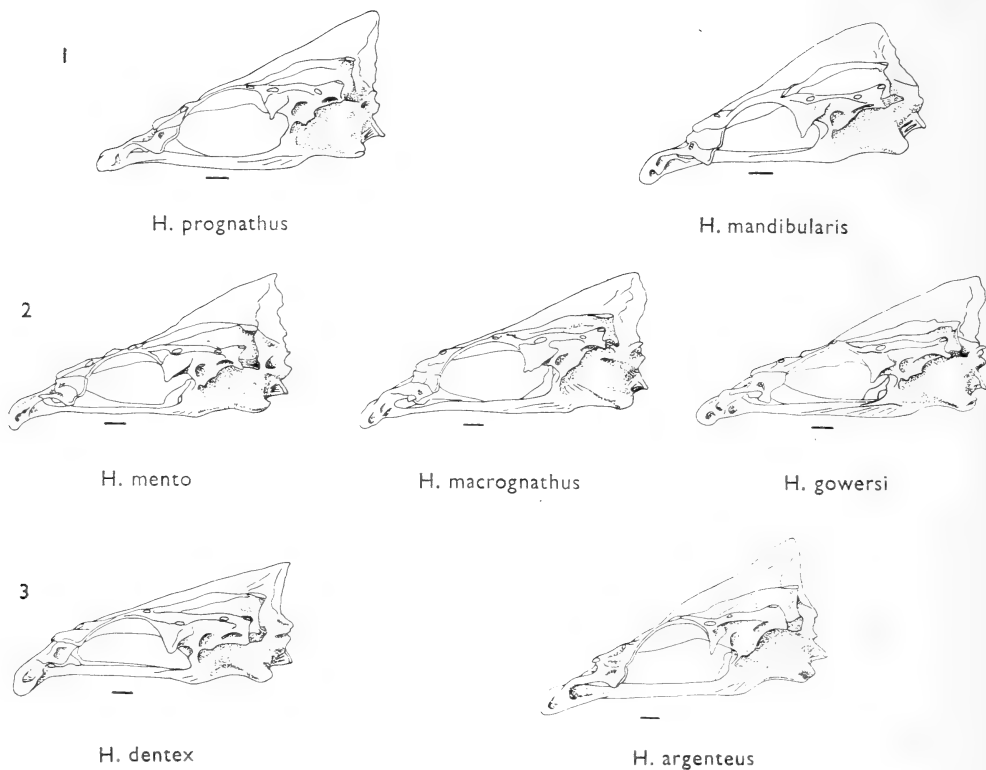 1
H. prognathus
H. mandibularis
2
H. mento
H. macrognathus
H. gowersi
3
H. dentex
H. argenteus